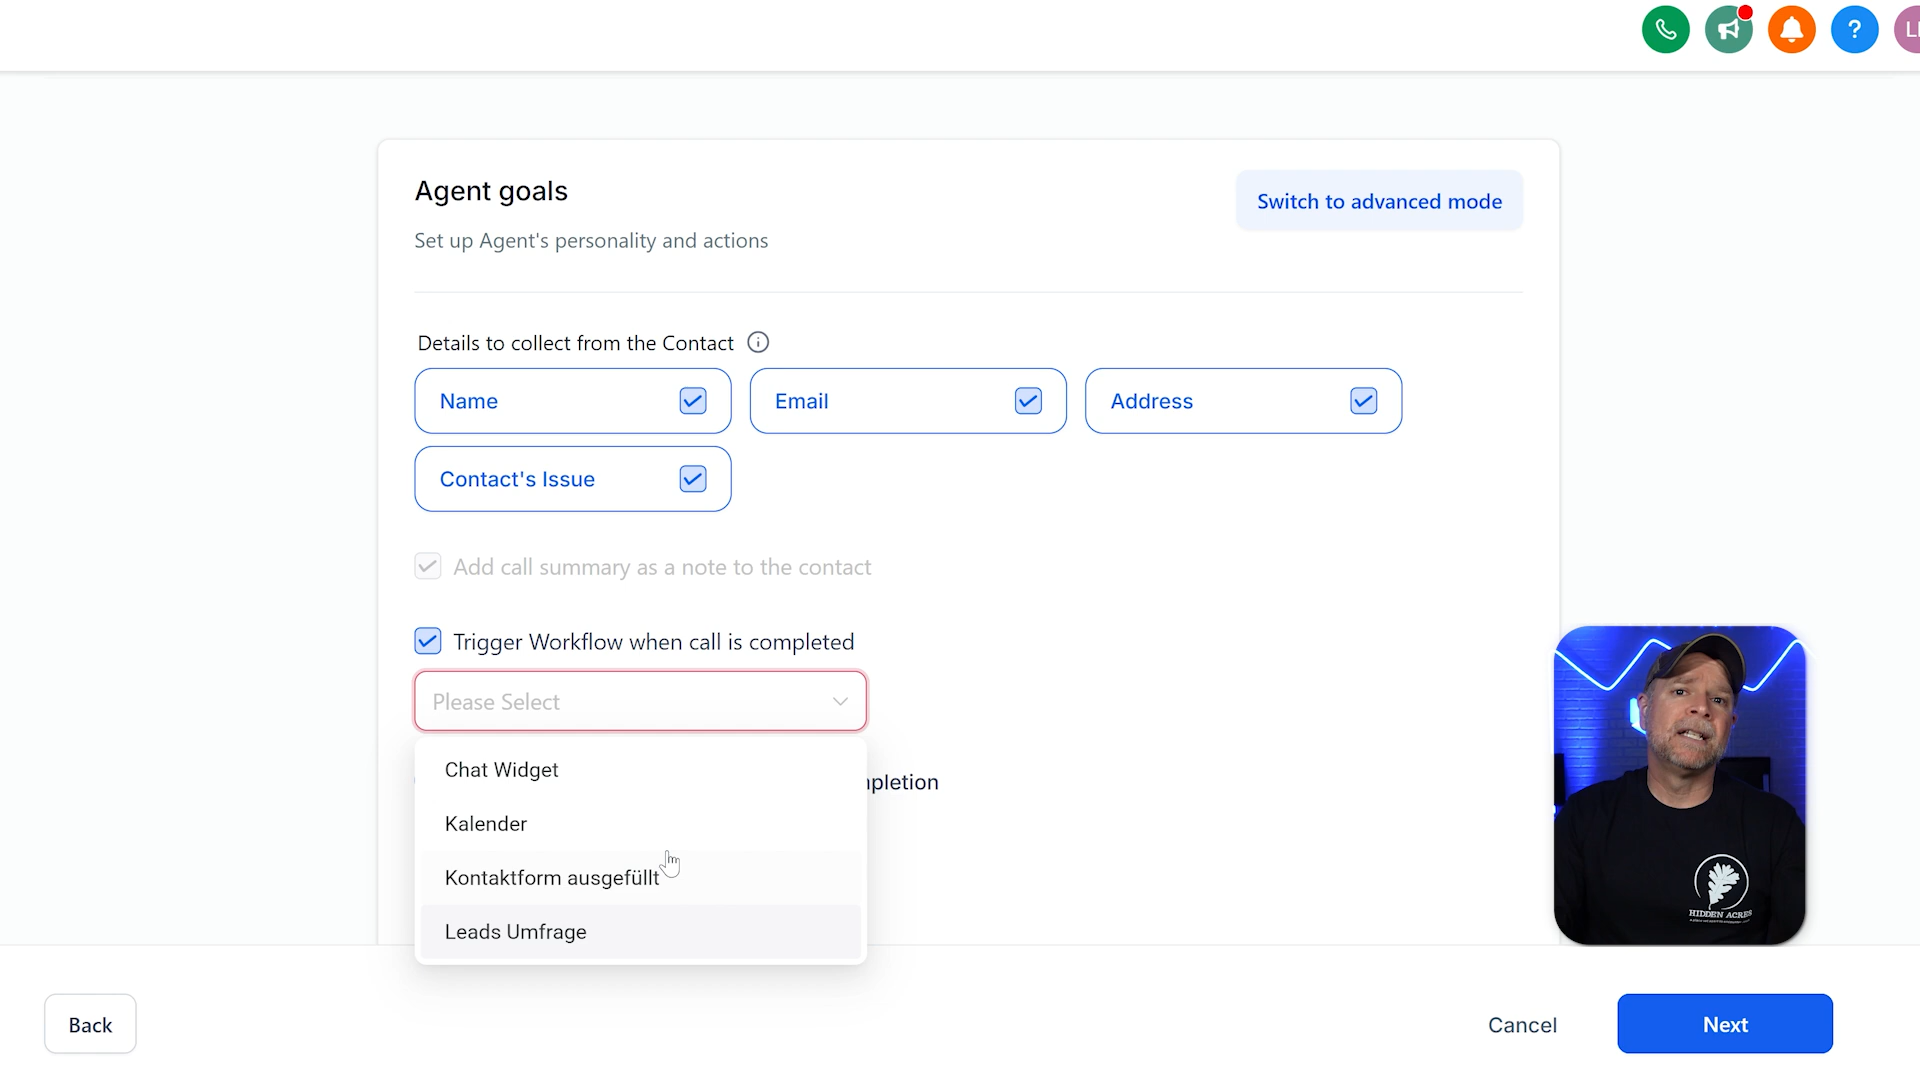 ?
Agent goals
Switch to advanced mode
Set up Agent's personality and actions
Details to collect from the Contact
Name
Email
Address
Contact's Issue
Add call summary as a note to the contact
Trigger Workflow when call is completed
Please Select
Chat Widget
Kalender
Kontaktform ausgefüllt
Leads Umfrage
HIDDEN ACRES
Back
Cancel
Next